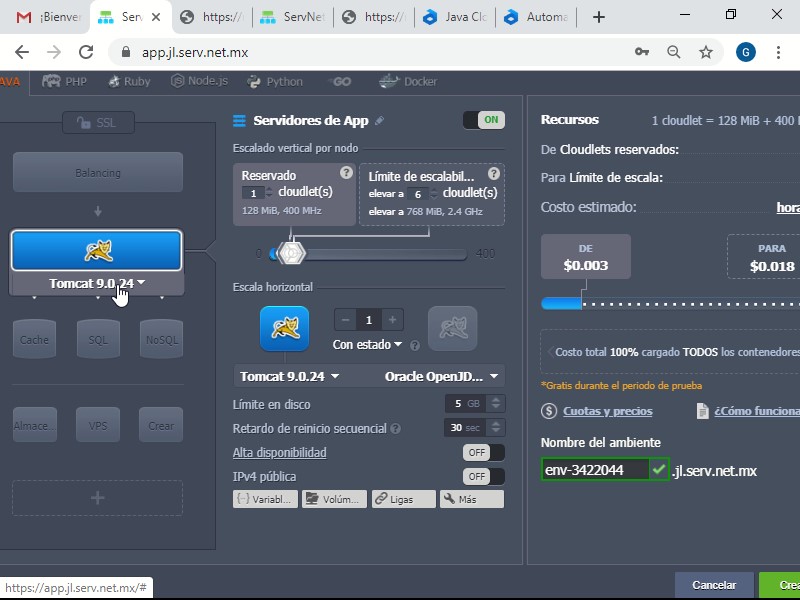 ¡Bienve
Serv
https://
ServNet
https://
Java Clo
Automa
app.jl.serv.net.mx
G
AVA
PHP
Ruby
Node.js
Python
GO
Docker
SSL
Balancing
Tomcat 9.0.24
Cache
SQL
NoSQL
Almace...
VPS
Crear
Servidores de App
ON
Escalado vertical por nodo
Reservado
?
1 cloudlet(s)
128 MiB, 400 MHz
Límite de escalabil...
?
elevar a 6 cloudlet(s)
elevar a 768 MiB, 2.4 GHz
0
400
Escala horizontal
1
Con estado
?
Tomcat 9.0.24
Oracle OpenJD...
Límite en disco
5 GB
Retardo de reinicio secuencial
?
30 sec
Alta disponibilidad
OFF
IPv4 pública
OFF
Variabl...
Volúm...
Ligas
Más
Recursos
1 cloudlet = 128 MiB + 400 M
De Cloudlets reservados:
Para Límite de escala:
Costo estimado:
hora
DE
$0.003
PARA
$0.018
Costo total 100% cargado TODOS los contenedores
*Gratis durante el periodo de prueba
$ Cuotas y precios
¿Cómo funciona
Nombre del ambiente
env-3422044
.jl.serv.net.mx
https://app.jl.serv.net.mx/#
Cancelar
Crea